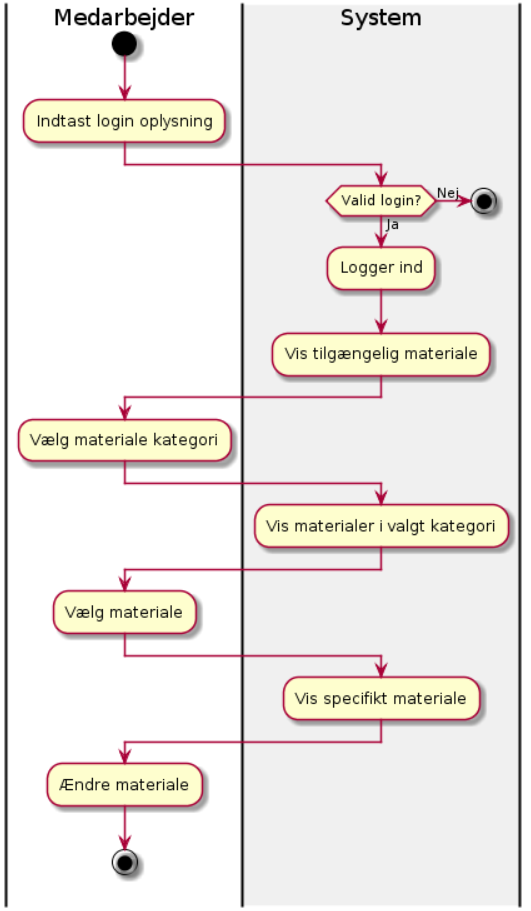 Medarbejder
System
Indtast login oplysning
Valid login?
Nej
Ja
Logger ind
Vis tilgængelig materiale
Vælg materiale kategori
Vis materialer i valgt kategori
Vælg materiale
Vis specifikt materiale
Ændre materiale